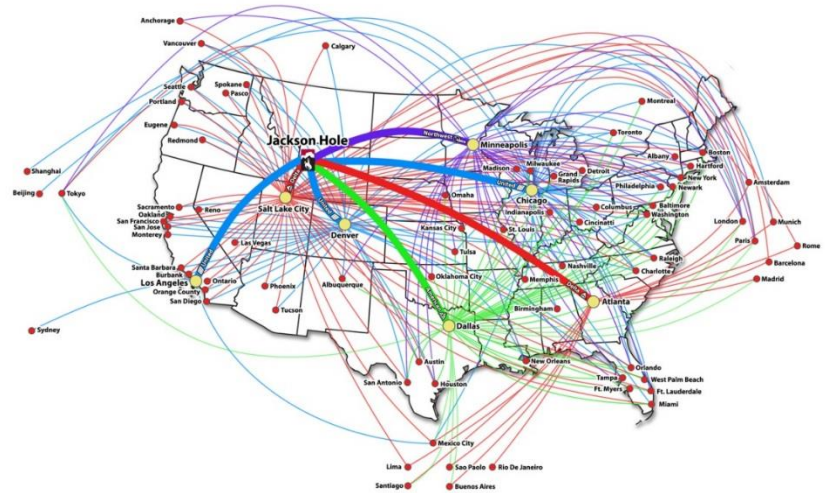 Anchorage
Vancouver
Calgary
Seattle
Spokane
Pasco
Portland
Eugene
Redmond
Jackson Hole
Northwest
Minneapolis
Montreal
Toronto
Boston
Albany
Hartford
New York
Newark
Philadelphia
Madison
Milwaukee
Grand
Rapids
Detroit
Chicago
Shanghai
Beijing
Tokyo
Amsterdam
Omaha
Salt Lake City
Sacramento
Oakland
San Francisco
San Jose
Monterey
Reno
Denver
Kansas City
St. Louis
Indianapolis
Columbus
Cincinnati
Baltimore
Washington
London
Munich
Paris
Rome
Barcelona
Madrid
Las Vegas
Tulsa
Raleigh
Charlotte
Nashville
Santa Barbara
Burbank
Los Angeles
Ontario
Orange County
San Diego
Phoenix
Tucson
Albuquerque
Oklahoma City
Memphis
Birmingham
Atlanta
Sydney
Dallas
Austin
San Antonio
Houston
New Orleans
Orlando
Tampa
West Palm Beach
Ft. Myers
Ft. Lauderdale
Miami
Mexico City
Lima
Sao Paolo
Rio De Janeiro
Santiago
Buenos Aires